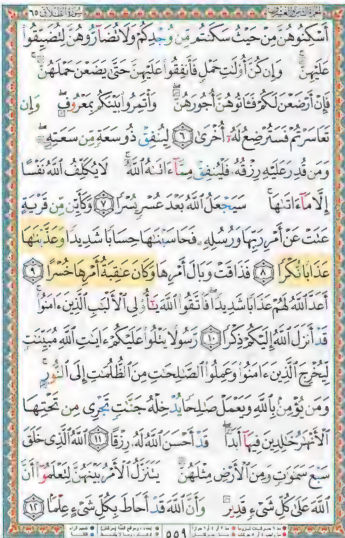 أَسْكِنُوهُنَّ مِنْ حَيْثُ سَكَنتُم مِّن وُجْدِكُمْ وَلَا تُضَارُّوهُنَّ لِتُضَيِّقُوا۟
عَلَيْهِنَّ ۚ وَإِن كُنَّ أُو۟لَٰتِ حَمْلٍ فَأَنفِقُوا۟ عَلَيْهِنَّ حَتَّىٰ يَضَعْنَ حَمْلَهُنَّ ۚ
فَإِنْ أَرْضَعْنَ لَكُمْ فَـَٔاتُوهُنَّ أُجُورَهُنَّ ۖ وَأْتَمِرُوا۟ بَيْنَكُم بِمَعْرُوفٍ ۖ وَإِن
تَعَاسَرْتُمْ فَسَتُرْضِعُ لَهُۥٓ أُخْرَىٰ ﴿٦﴾ لِيُنفِقْ ذُو سَعَةٍ مِّن سَعَتِهِۦ ۖ
وَمَن قُدِرَ عَلَيْهِ رِزْقُهُۥ فَلْيُنفِقْ مِمَّآ ءَاتَىٰهُ ٱللَّهُ ۚ لَا يُكَلِّفُ ٱللَّهُ نَفْسًا
إِلَّا مَآ ءَاتَىٰهَا ۚ سَيَجْعَلُ ٱللَّهُ بَعْدَ عُسْرٍ يُسْرًا ﴿٧﴾ وَكَأَيِّن مِّن قَرْيَةٍ
عَتَتْ عَنْ أَمْرِ رَبِّهَا وَرُسُلِهِۦ فَحَاسَبْنَٰهَا حِسَابًا شَدِيدًا وَعَذَّبْنَٰهَا
عَذَابًا نُّكْرًا ﴿٨﴾ فَذَاقَتْ وَبَالَ أَمْرِهَا وَكَانَ عَٰقِبَةُ أَمْرِهَا خُسْرًا ﴿٩﴾
أَعَدَّ ٱللَّهُ لَهُمْ عَذَابًا شَدِيدًا ۖ فَٱتَّقُوا۟ ٱللَّهَ يَٰٓأُو۟لِى ٱلْأَلْبَٰبِ ٱلَّذِينَ ءَامَنُوا۟ ۚ
قَدْ أَنزَلَ ٱللَّهُ إِلَيْكُمْ ذِكْرًا ﴿١٠﴾ رَّسُولًا يَتْلُوا۟ عَلَيْكُمْ ءَايَٰتِ ٱللَّهِ مُبَيِّنَٰتٍ
لِّيُخْرِجَ ٱلَّذِينَ ءَامَنُوا۟ وَعَمِلُوا۟ ٱلصَّٰلِحَٰتِ مِنَ ٱلظُّلُمَٰتِ إِلَى ٱلنُّورِ ۚ
وَمَن يُؤْمِنۢ بِٱللَّهِ وَيَعْمَلْ صَٰلِحًا يُدْخِلْهُ جَنَّٰتٍ تَجْرِى مِن تَحْتِهَا
ٱلْأَنْهَٰرُ خَٰلِدِينَ فِيهَآ أَبَدًا ۖ قَدْ أَحْسَنَ ٱللَّهُ لَهُۥ رِزْقًا ﴿١١﴾ ٱللَّهُ ٱلَّذِى خَلَقَ
سَبْعَ سَمَٰوَٰتٍ وَمِنَ ٱلْأَرْضِ مِثْلَهُنَّ يَتَنَزَّلُ ٱلْأَمْرُ بَيْنَهُنَّ لِتَعْلَمُوٓا۟ أَنَّ
ٱللَّهَ عَلَىٰ كُلِّ شَىْءٍ قَدِيرٌ وَأَنَّ ٱللَّهَ قَدْ أَحَاطَ بِكُلِّ شَىْءٍ عِلْمًۢا ﴿١٢﴾
٥٥٩